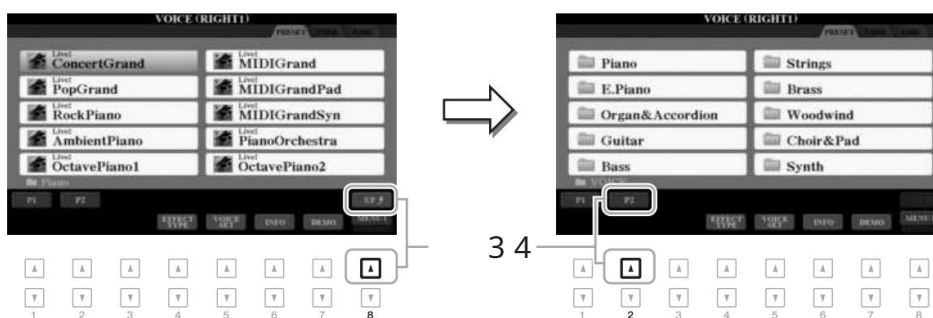 VOICE (RIGHT1)
PRESET
Live!
ConcertGrand
Live!
MIDIGrand
Live!
PopGrand
Live!
MIDIGrandPad
Live!
RockPiano
Live!
MIDIGrandSyn
Live!
AmbientPiano
Live!
PianoOrchestra
Live!
OctavePiano1
Live!
OctavePiano2
Piano
P1 P2 UP
EFFECT TYPE VOICE SET INFO DEMO MENU1
1 2 3 4 5 6 7 8
3 4
VOICE (RIGHT1)
PRESET
Piano Strings
E.Piano Brass
Organ&Accordion Woodwind
Guitar Choir&Pad
Bass Synth
VOICE
P1 P2
EFFECT TYPE VOICE SET INFO DEMO MENU1
1 2 3 4 5 6 7 8